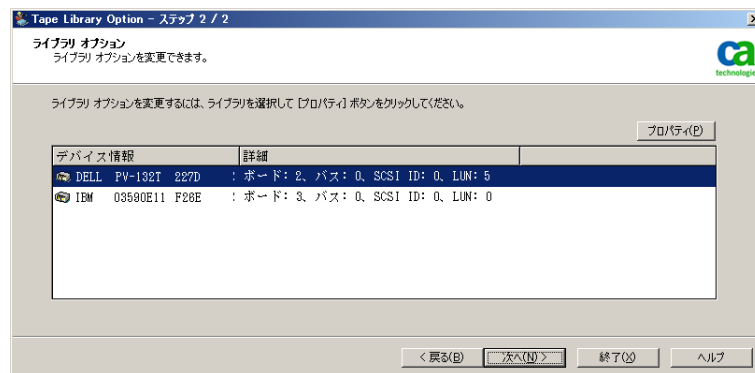 Tape Library Option - ステップ 2 / 2
ライブラリ オプション
ライブラリ オプションを変更できます。
ca
technologies
ライブラリ オプションを変更するには、ライブラリを選択して [プロパティ] ボタンをクリックしてください。
プロパティ(P)
デバイス情報 詳細
DELL PV-132T 227D : ボード: 2、バス: 0、SCSI ID: 0、LUN: 5
IBM 03590E11 F26E : ボード: 3、バス: 0、SCSI ID: 0、LUN: 0
< 戻る(B) 次へ(N) > 終了(X) ヘルプ